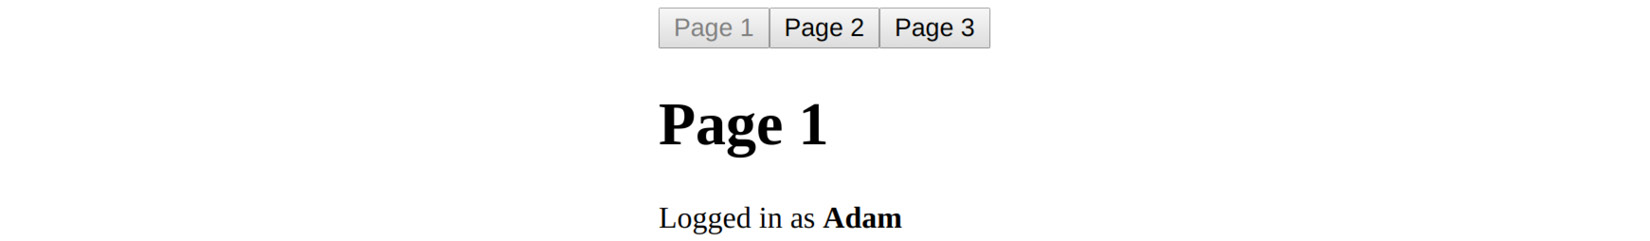 Page 1 Page 2 Page 3
Page 1
Logged in as Adam